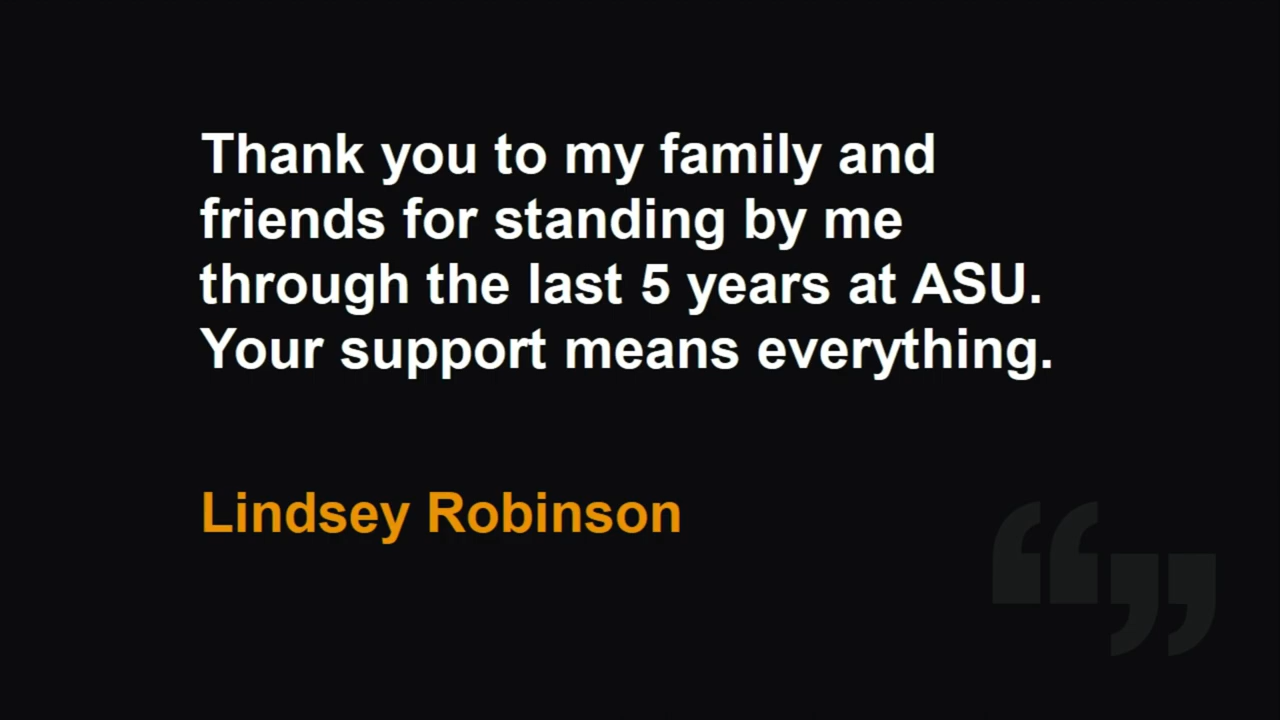 Thank you to my family and
friends for standing by me
through the last 5 years at ASU.
Your support means everything.
Lindsey Robinson